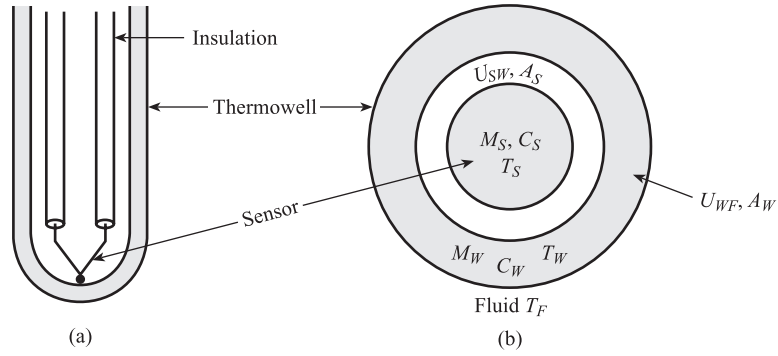 Insulation
Thermowell
Sensor
(a)
U_SW, A_S
M_S, C_S
T_S
U_WF, A_W
M_W C_W T_W
Fluid T_F
(b)